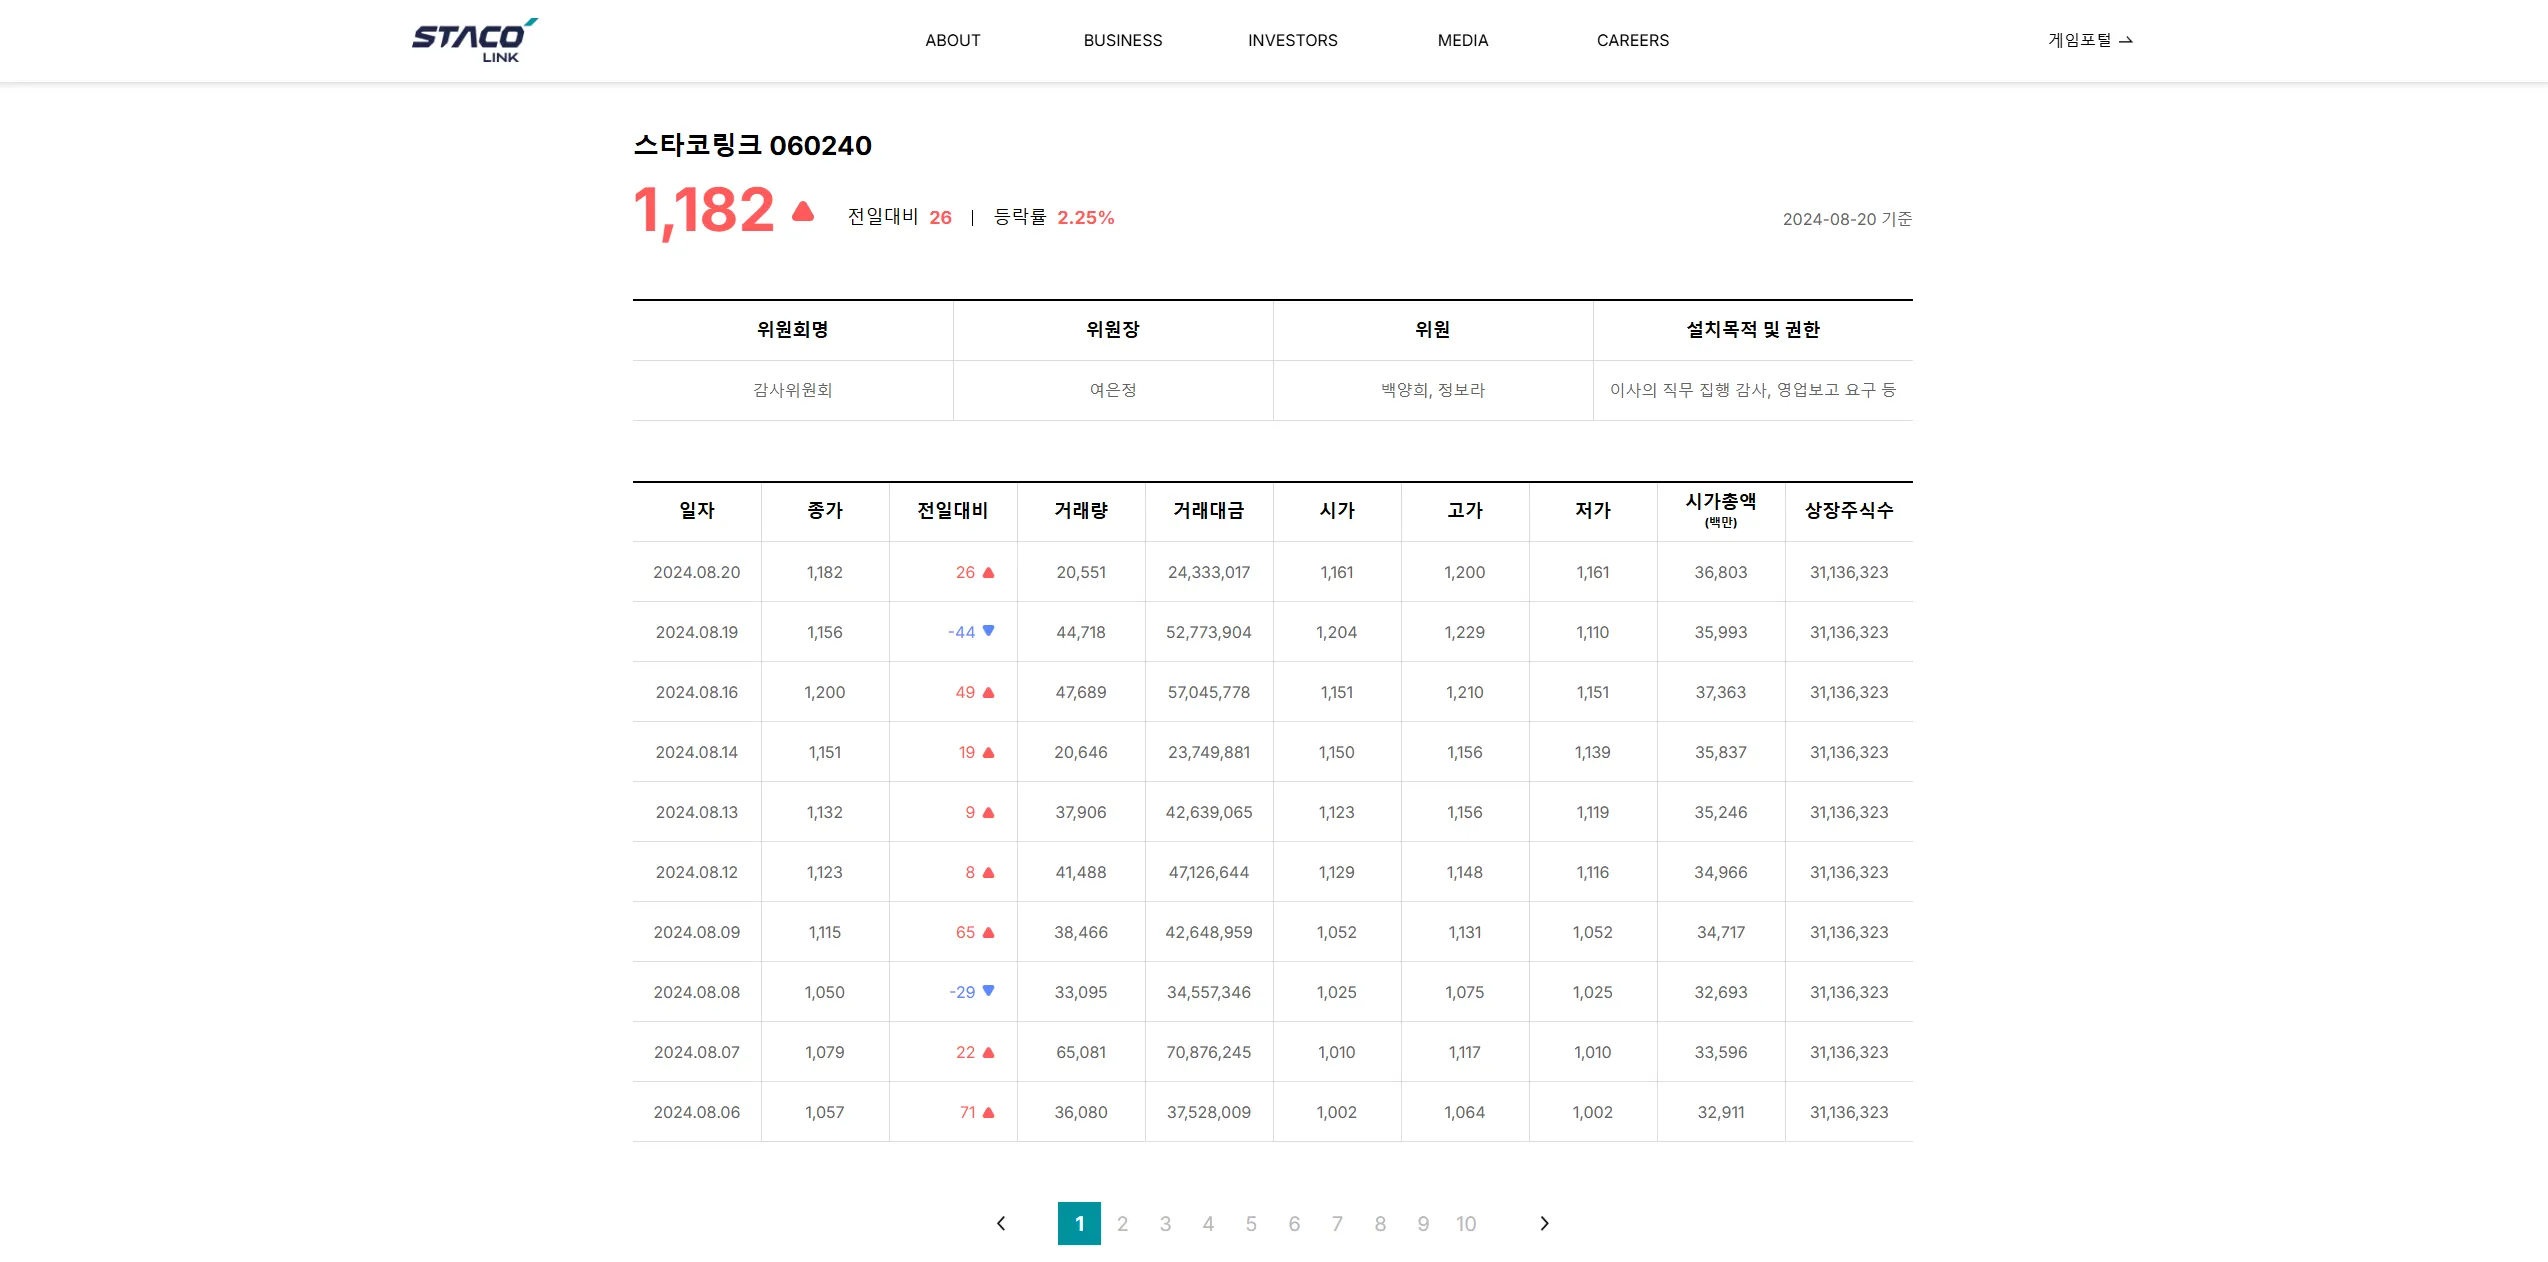 STACO LINK
ABOUT BUSINESS INVESTORS MEDIA CAREERS 게임포털
스타코링크 060240
1,182 ▲ 전일대비 26 | 등락률 2.25% 2024-08-20 기준
위원회명 위원장 위원 설치목적 및 권한
감사위원회 여은정 백양희, 정보라 이사의 직무 집행 감사, 영업보고 요구 등
일자 종가 전일대비 거래량 거래대금 시가 고가 저가 시가총액 (백만) 상장주식수
2024.08.20 1,182 26 ▲ 20,551 24,333,017 1,161 1,200 1,161 36,803 31,136,323
2024.08.19 1,156 -44 ▼ 44,718 52,773,904 1,204 1,229 1,110 35,993 31,136,323
2024.08.16 1,200 49 ▲ 47,689 57,045,778 1,151 1,210 1,151 37,363 31,136,323
2024.08.14 1,151 19 ▲ 20,646 23,749,881 1,150 1,156 1,139 35,837 31,136,323
2024.08.13 1,132 9 ▲ 37,906 42,639,065 1,123 1,156 1,119 35,246 31,136,323
2024.08.12 1,123 8 ▲ 41,488 47,126,644 1,129 1,148 1,116 34,966 31,136,323
2024.08.09 1,115 65 ▲ 38,466 42,648,959 1,052 1,131 1,052 34,717 31,136,323
2024.08.08 1,050 -29 ▼ 33,095 34,557,346 1,025 1,075 1,025 32,693 31,136,323
2024.08.07 1,079 22 ▲ 65,081 70,876,245 1,010 1,117 1,010 33,596 31,136,323
2024.08.06 1,057 71 ▲ 36,080 37,528,009 1,002 1,064 1,002 32,911 31,136,323
1 2 3 4 5 6 7 8 9 10